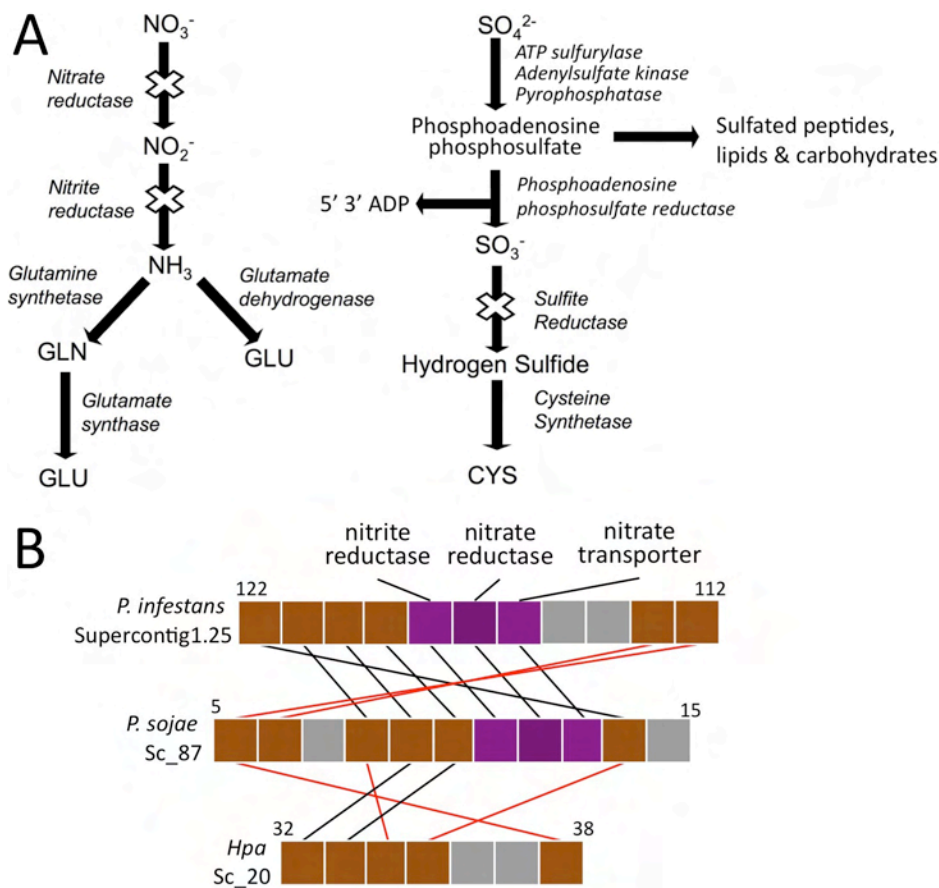 A
NO₃⁻
Nitrate
reductase
NO₂⁻
Nitrite
reductase
NH₃
Glutamine
synthetase
Glutamate
dehydrogenase
GLN
GLU
Glutamate
synthase
GLU
SO₄²⁻
ATP sulfurylase
Adenylsulfate kinase
Pyrophosphatase
Phosphoadenosine
phosphosulfate
Sulfated peptides,
lipids & carbohydrates
5’ 3’ ADP
Phosphoadenosine
phosphosulfate reductase
SO₃⁻
Sulfite
Reductase
Hydrogen Sulfide
Cysteine
Synthetase
CYS
B
nitrite
reductase
nitrate
reductase
nitrate
transporter
122
112
P. infestans
Supercontig1.25
5
15
P. sojae
Sc_87
32
38
Hpa
Sc_20